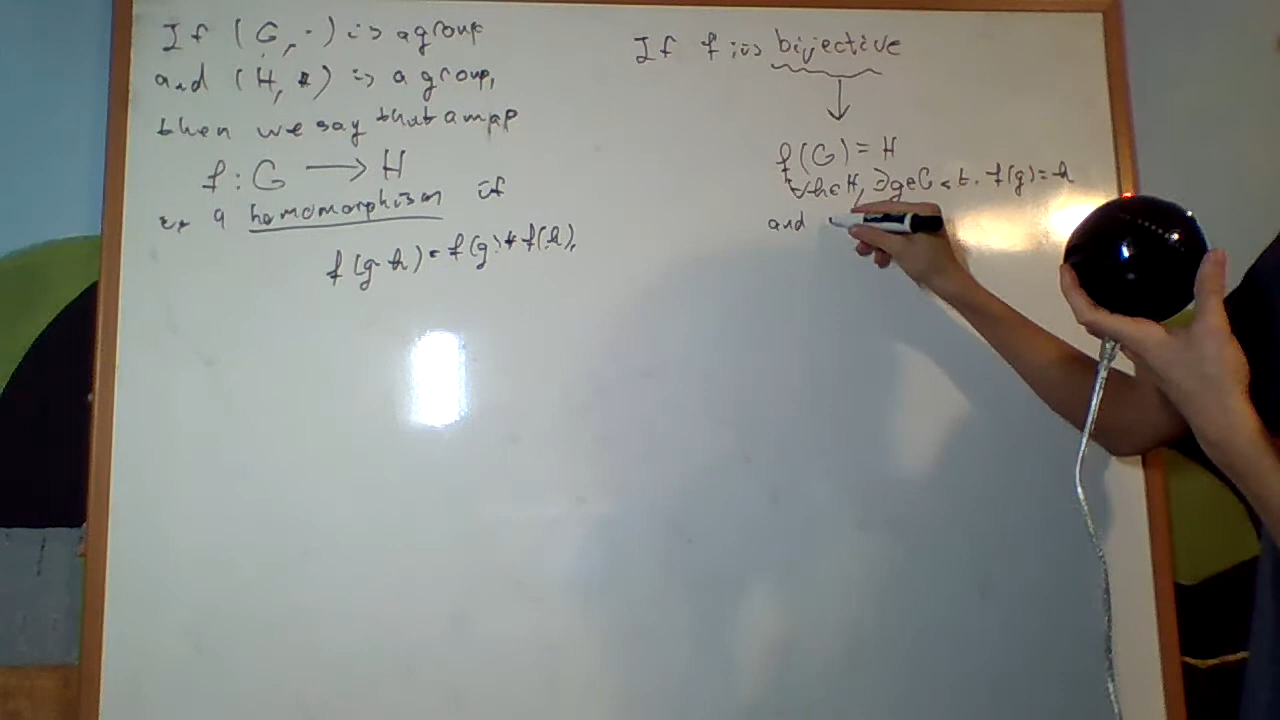 If (G, ·) is a group
and (H, *) is a group,
then we say that a map
f : G ⟶ H
is a homomorphism if
f(g·h) = f(g) * f(h),
If f is bijective
↓
f(G) = H
∀h∈H, ∃g∈G s.t. f(g)=h
and